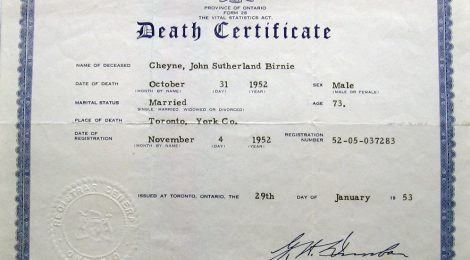 PROVINCE OF ONTARIO
FORM 26
THE VITAL STATISTICS ACT.
Death Certificate
NAME OF DECEASED Cheyne, John Sutherland Birnie
DATE OF DEATH October 31 1952 SEX Male
(MONTH BY NAME) (DAY) (YEAR) (MALE OR FEMALE)
MARITAL STATUS Married AGE 73.
(SINGLE, MARRIED, WIDOWED OR DIVORCED)
PLACE OF DEATH Toronto, York Co.
DATE OF REGISTRATION November 4 1952 REGISTRATION NUMBER 52-05-037283
(MONTH BY NAME) (DAY) (YEAR)
ISSUED AT TORONTO, ONTARIO, THE 29th DAY OF January 19 53
REGISTRAR GENERAL